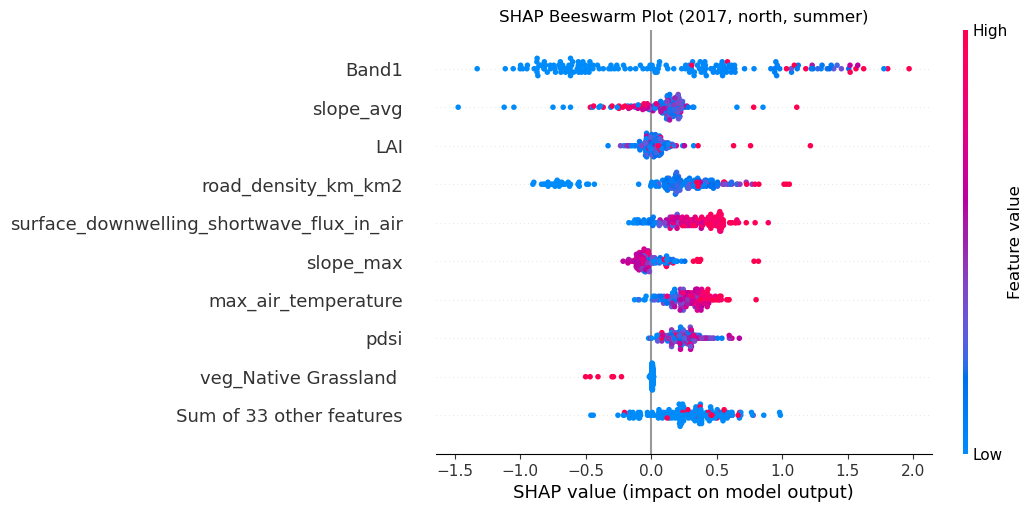 SHAP Beeswarm Plot (2017, north, summer)
High
Band1
slope_avg
LAI
road_density_km_km2
surface_downwelling_shortwave_flux_in_air
slope_max
max_air_temperature
pdsi
veg_Native Grassland
Sum of 33 other features
Feature value
Low
−1.5 −1.0 −0.5 0.0 0.5 1.0 1.5 2.0
SHAP value (impact on model output)